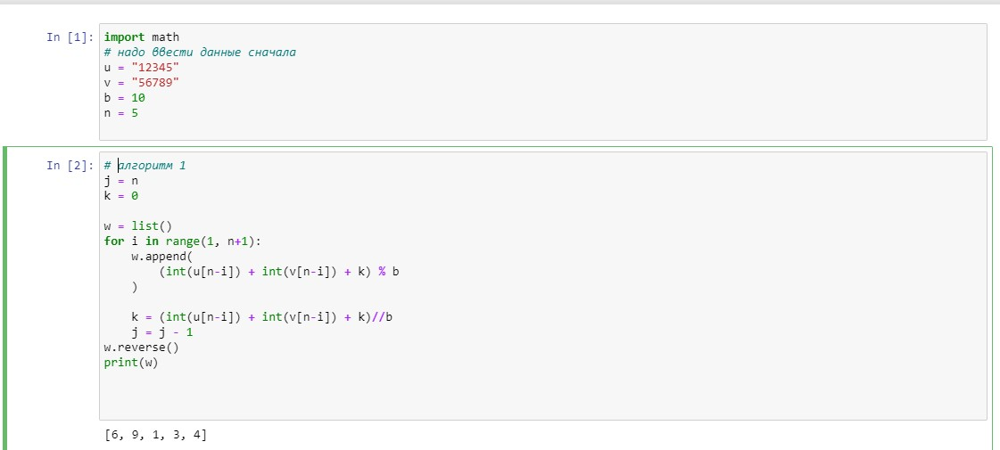 In [1]: import math
# надо ввести данные сначала
u = "12345"
v = "56789"
b = 10
n = 5
In [2]: # алгоритм 1
j = n
k = 0
w = list()
for i in range(1, n+1):
    w.append(
        (int(u[n-i]) + int(v[n-i]) + k) % b
    )
    k = (int(u[n-i]) + int(v[n-i]) + k)//b
    j = j - 1
w.reverse()
print(w)
[6, 9, 1, 3, 4]